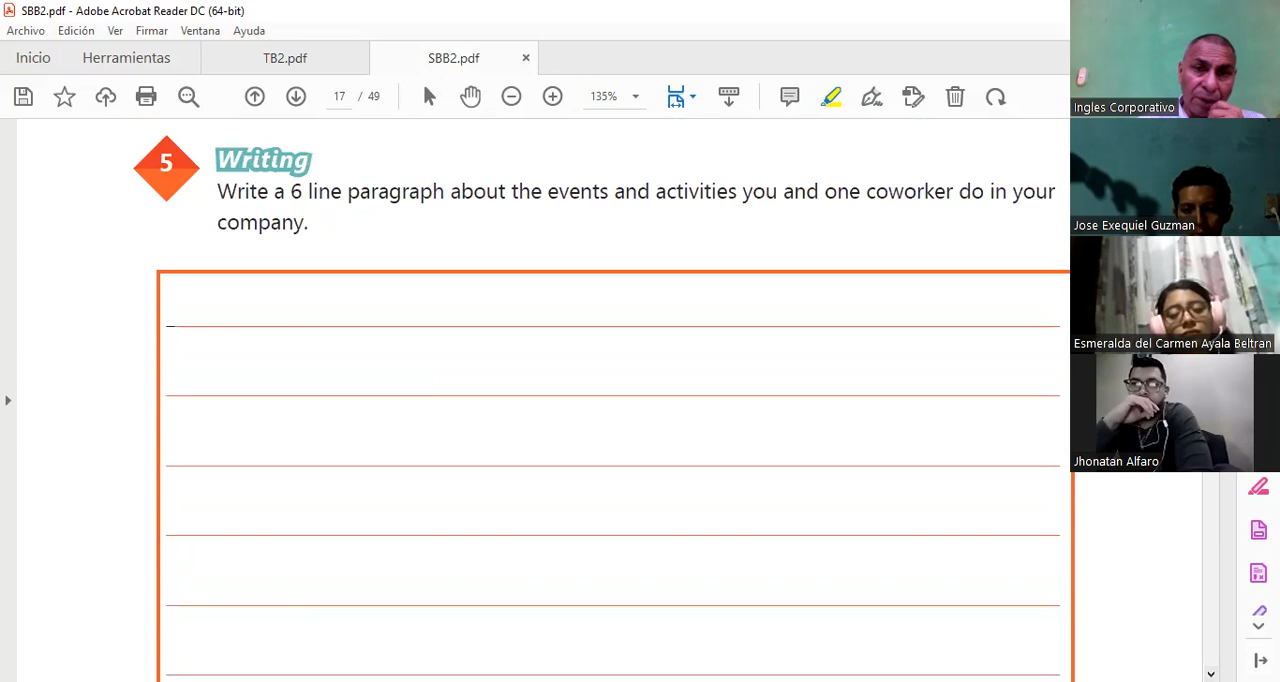 SBB2.pdf - Adobe Acrobat Reader DC (64-bit)
Archivo Edición Ver Firmar Ventana Ayuda
Inicio Herramientas TB2.pdf SBB2.pdf ×
17 / 49 135%
Ingles Corporativo
5 Writing
Write a 6 line paragraph about the events and activities you and one coworker do in your
company.
Jose Exequiel Guzman
Esmeralda del Carmen Ayala Beltran
Jhonatan Alfaro